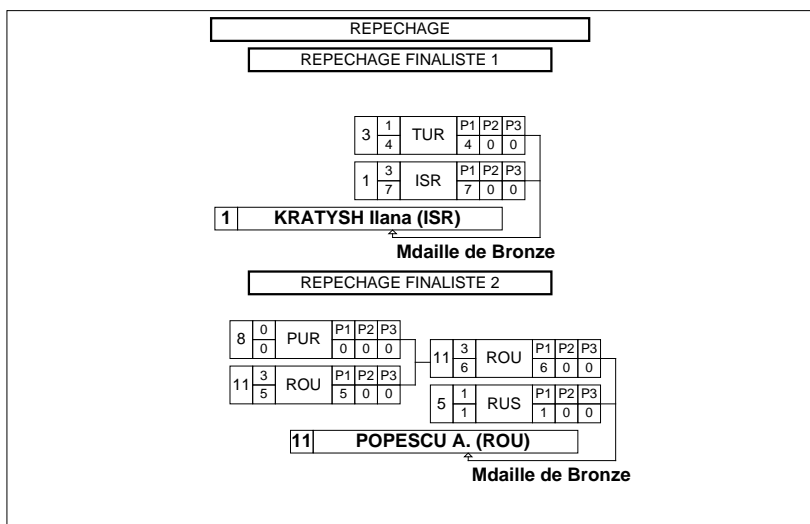 REPECHAGE
REPECHAGE FINALISTE 1
3 1 TUR P1 P2 P3
4 4 0 0
1 3 ISR P1 P2 P3
7 7 0 0
1 KRATYSH Ilana (ISR)
Mdaille de Bronze
REPECHAGE FINALISTE 2
8 0 PUR P1 P2 P3
0 0 0 0
11 3 ROU P1 P2 P3
6 6 0 0
11 3 ROU P1 P2 P3
5 5 0 0
5 1 RUS P1 P2 P3
1 1 0 0
11 POPESCU A. (ROU)
Mdaille de Bronze